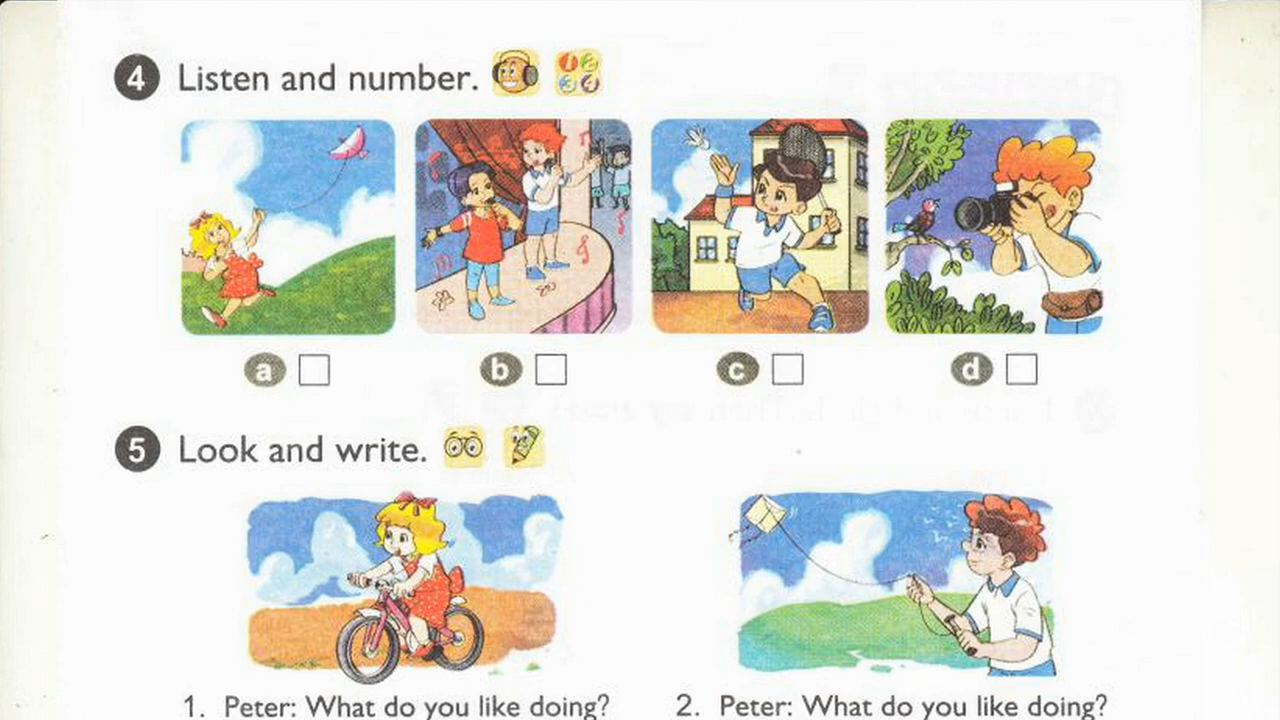 4 Listen and number.
a b c d
5 Look and write.
1. Peter: What do you like doing?
2. Peter: What do you like doing?